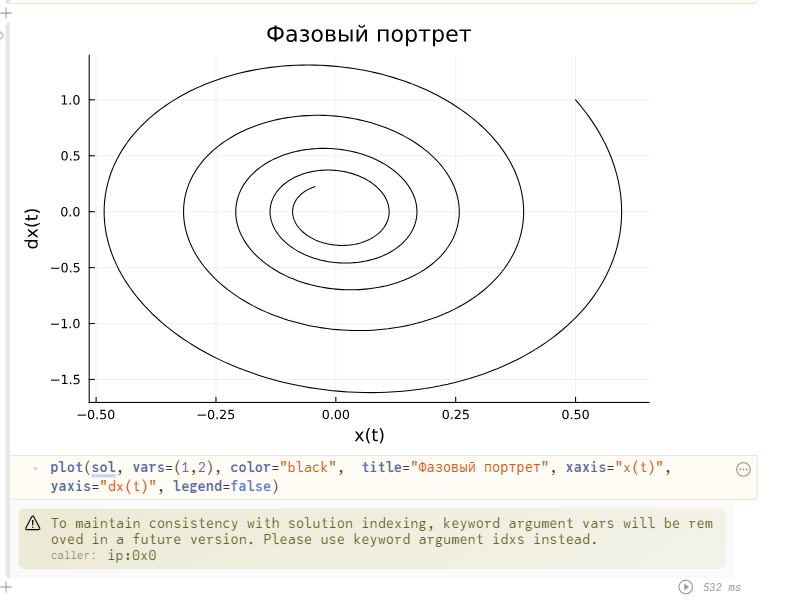 Фазовый портрет
1.0
0.5
0.0
−0.5
−1.0
−1.5
dx(t)
−0.50 −0.25 0.00 0.25 0.50
x(t)
plot(sol, vars=(1,2), color="black",  title="Фазовый портрет", xaxis="x(t)",
yaxis="dx(t)", legend=false)
To maintain consistency with solution indexing, keyword argument vars will be rem
oved in a future version. Please use keyword argument idxs instead.
caller: ip:0x0
532 ms